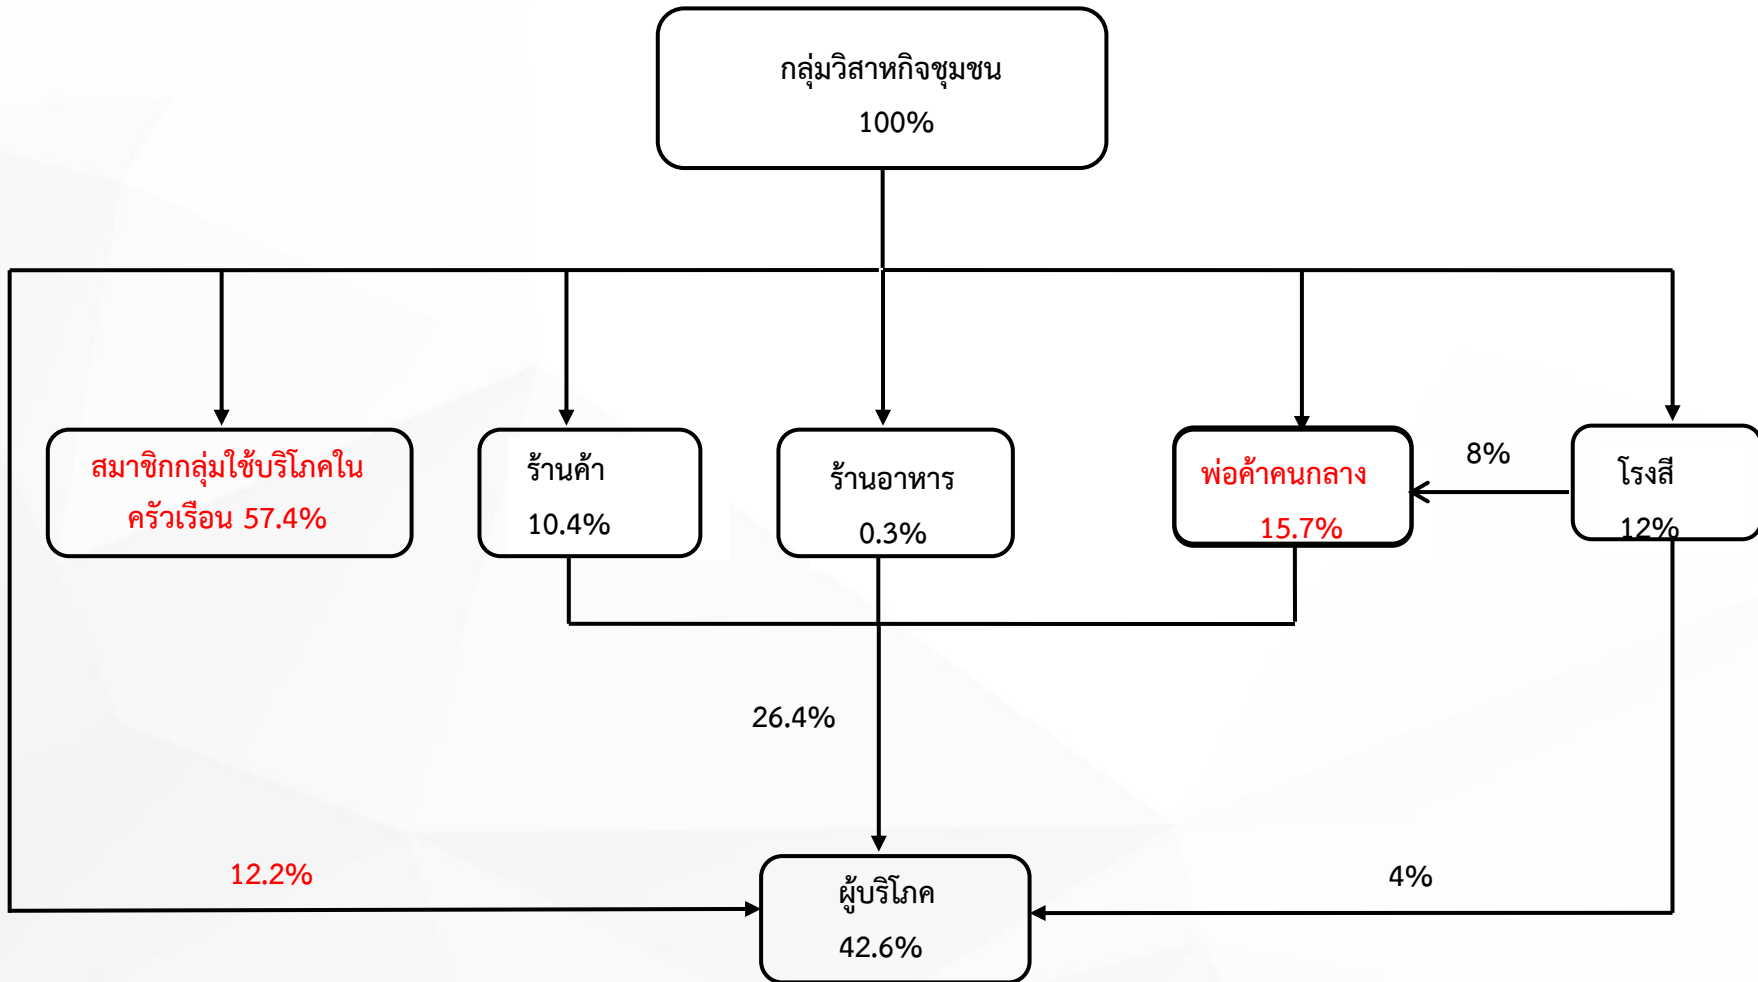 กลุ่มวิสาหกิจชุมชน
100%
สมาชิกกลุ่มใช้บริโภคใน
ครัวเรือน 57.4%
ร้านค้า
10.4%
ร้านอาหาร
0.3%
พ่อค้าคนกลาง
15.7%
8%
โรงสี
12%
26.4%
12.2%
4%
ผู้บริโภค
42.6%